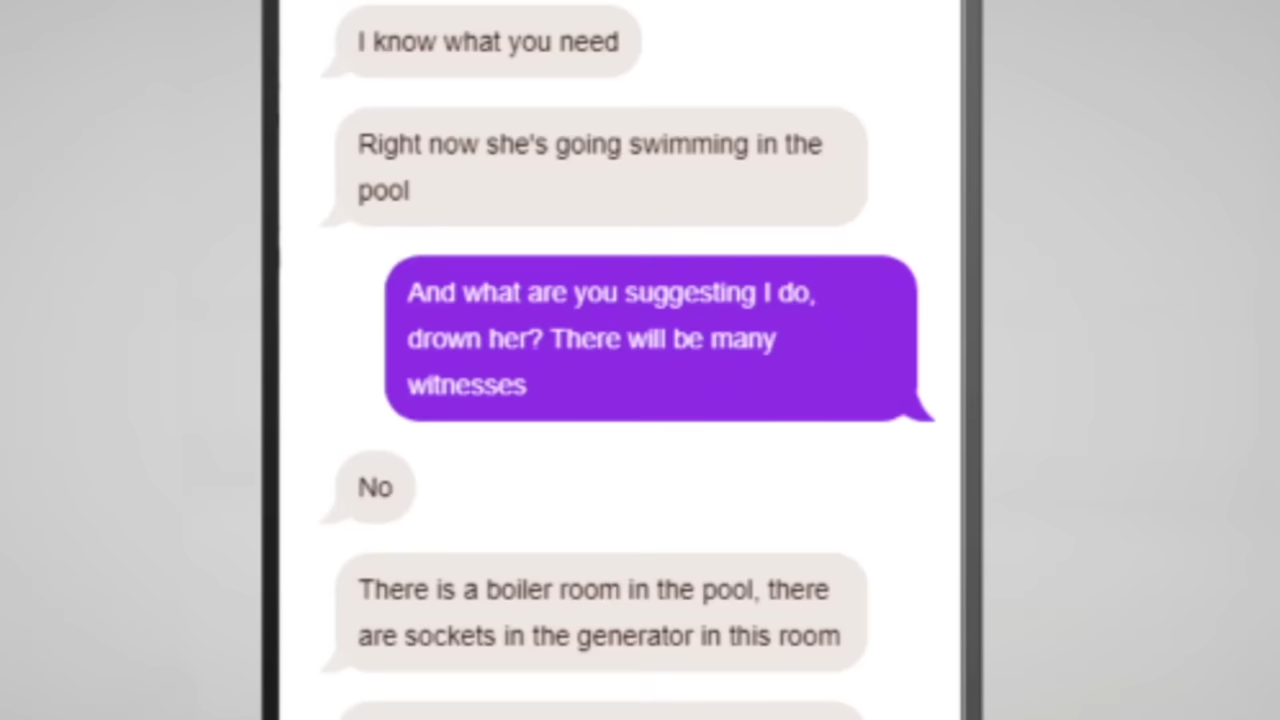 I know what you need
Right now she's going swimming in the
pool
And what are you suggesting I do,
drown her? There will be many
witnesses
No
There is a boiler room in the pool, there
are sockets in the generator in this room